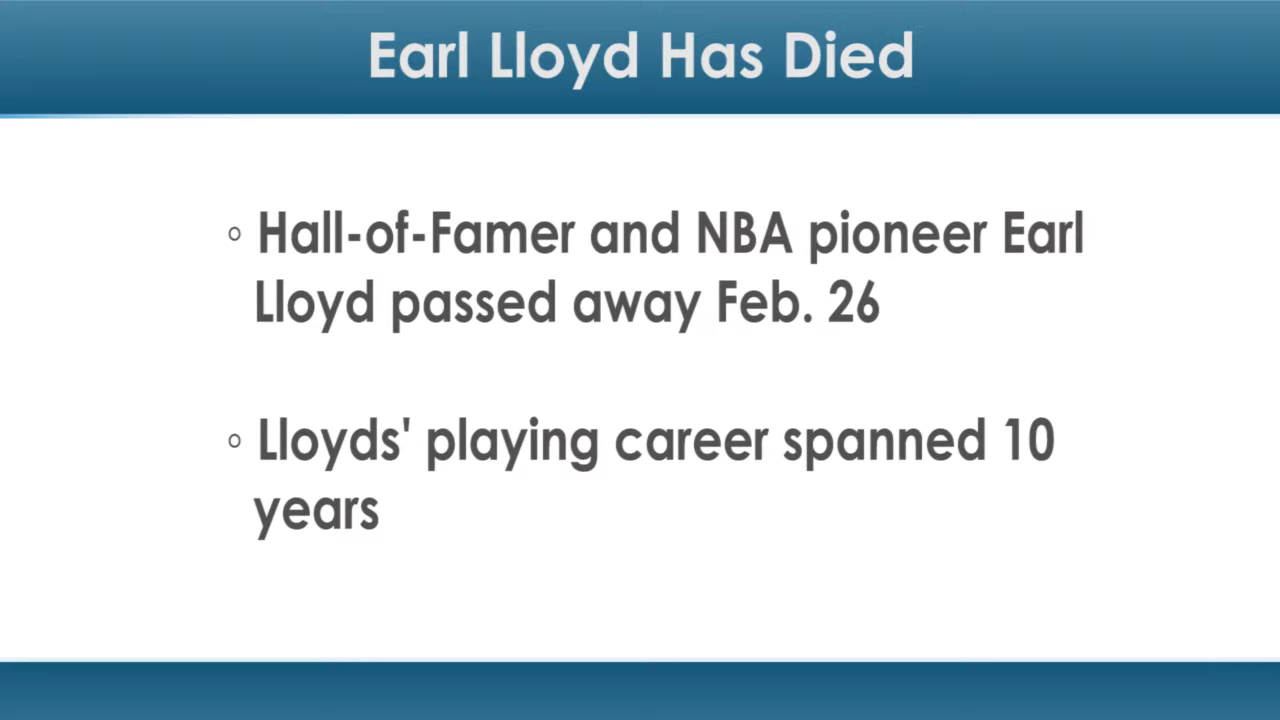 Earl Lloyd Has Died
◦ Hall-of-Famer and NBA pioneer Earl
Lloyd passed away Feb. 26
◦ Lloyds' playing career spanned 10
years